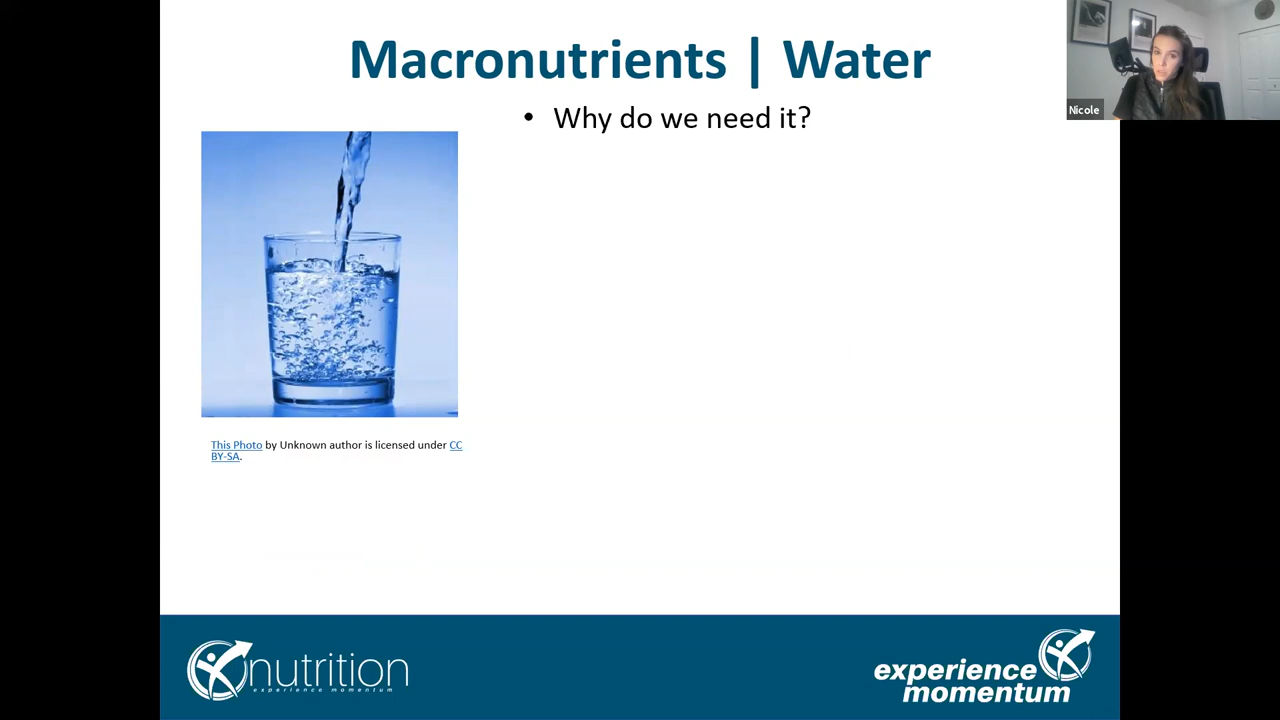 Macronutrients | Water
Nicole
• Why do we need it?
This Photo by Unknown author is licensed under CC
BY-SA.
nutrition
experience momentum
experience
momentum